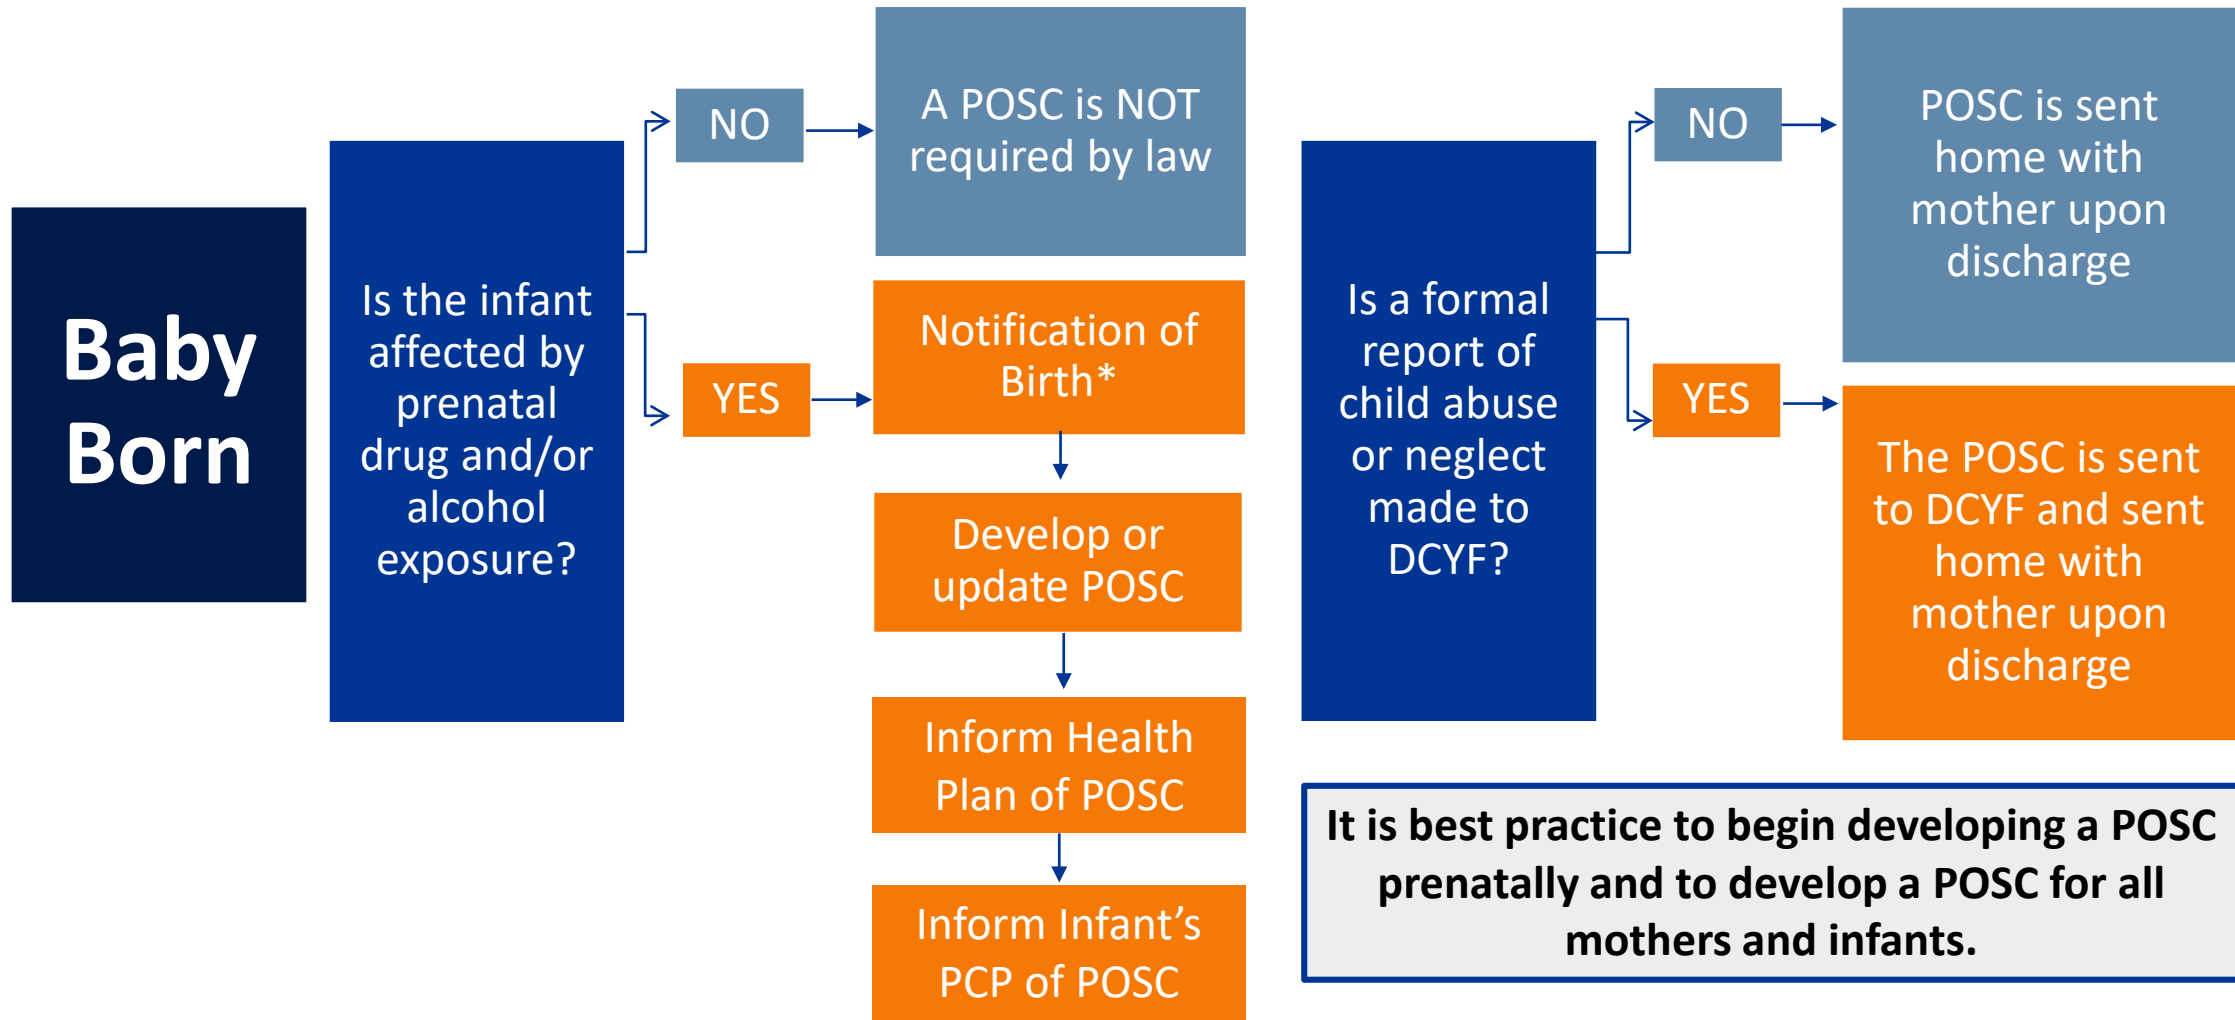 Baby
Born
Is the infant
affected by
prenatal
drug and/or
alcohol
exposure?
NO
A POSC is NOT
required by law
YES
Notification of
Birth*
Develop or
update POSC
Inform Health
Plan of POSC
Inform Infant’s
PCP of POSC
Is a formal
report of
child abuse
or neglect
made to
DCYF?
NO
POSC is sent
home with
mother upon
discharge
YES
The POSC is sent
to DCYF and sent
home with
mother upon
discharge
It is best practice to begin developing a POSC
prenatally and to develop a POSC for all
mothers and infants.